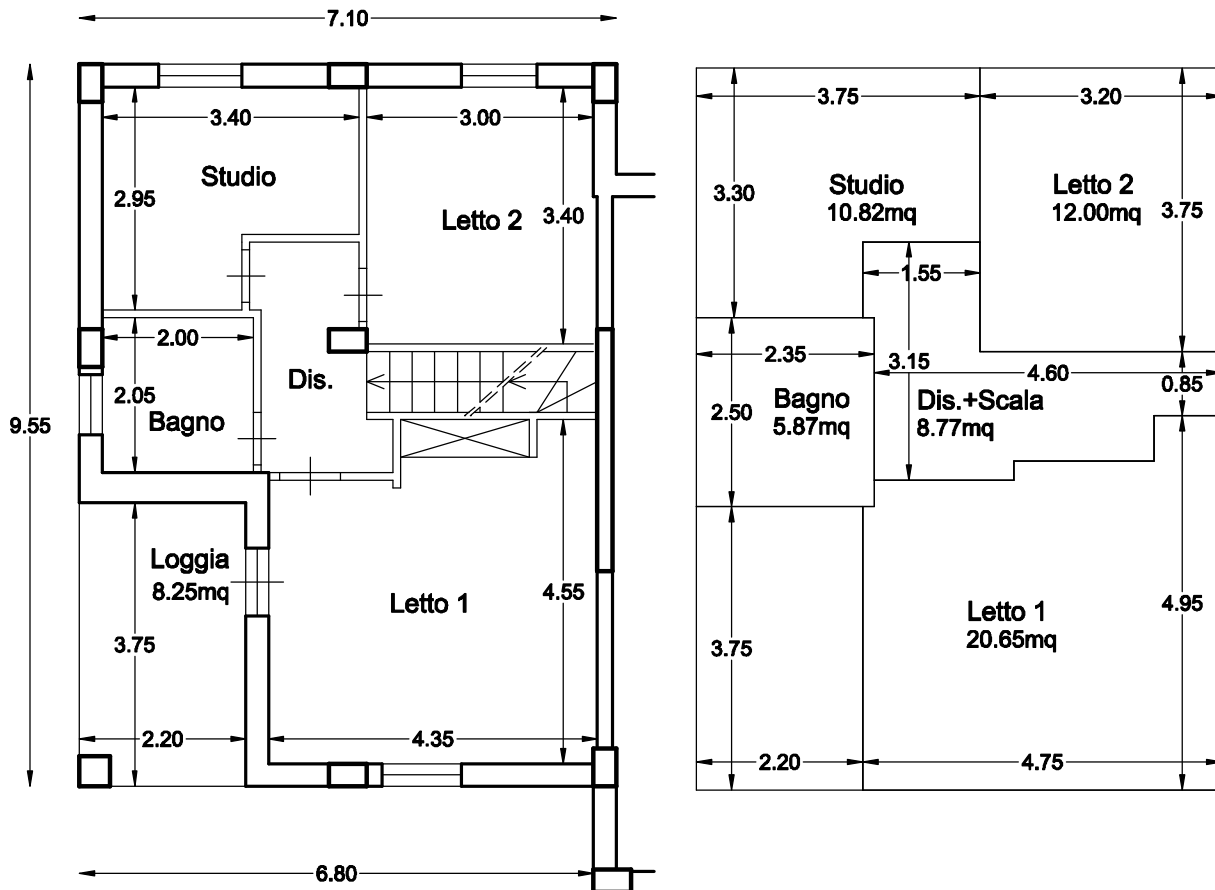 7.10
3.40
3.00
Studio
2.95
Letto 2
3.40
2.00
Dis.
2.05
Bagno
9.55
Loggia
8.25mq
Letto 1
4.55
3.75
2.20
4.35
6.80
3.75
3.20
Studio
10.82mq
Letto 2
12.00mq
3.30
3.75
1.55
2.35
3.15
4.60
0.85
Bagno
5.87mq
Dis.+Scala
8.77mq
2.50
Letto 1
20.65mq
4.95
3.75
2.20
4.75